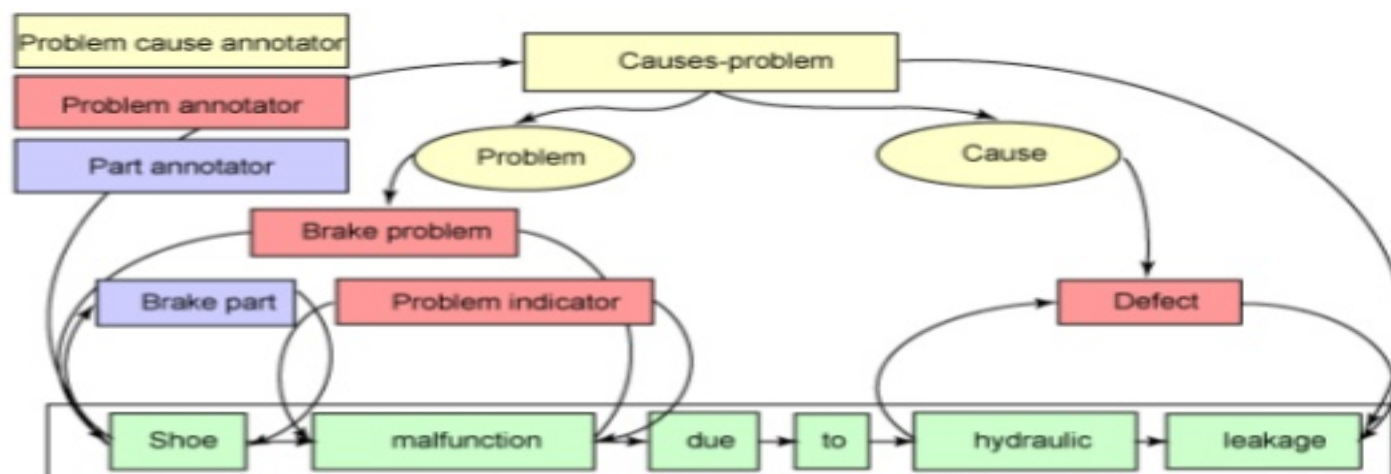 Problem cause annotator
Causes-problem
Problem annotator
Part annotator
Problem
Cause
Brake problem
Brake part
Problem indicator
Defect
Shoe malfunction due to hydraulic leakage